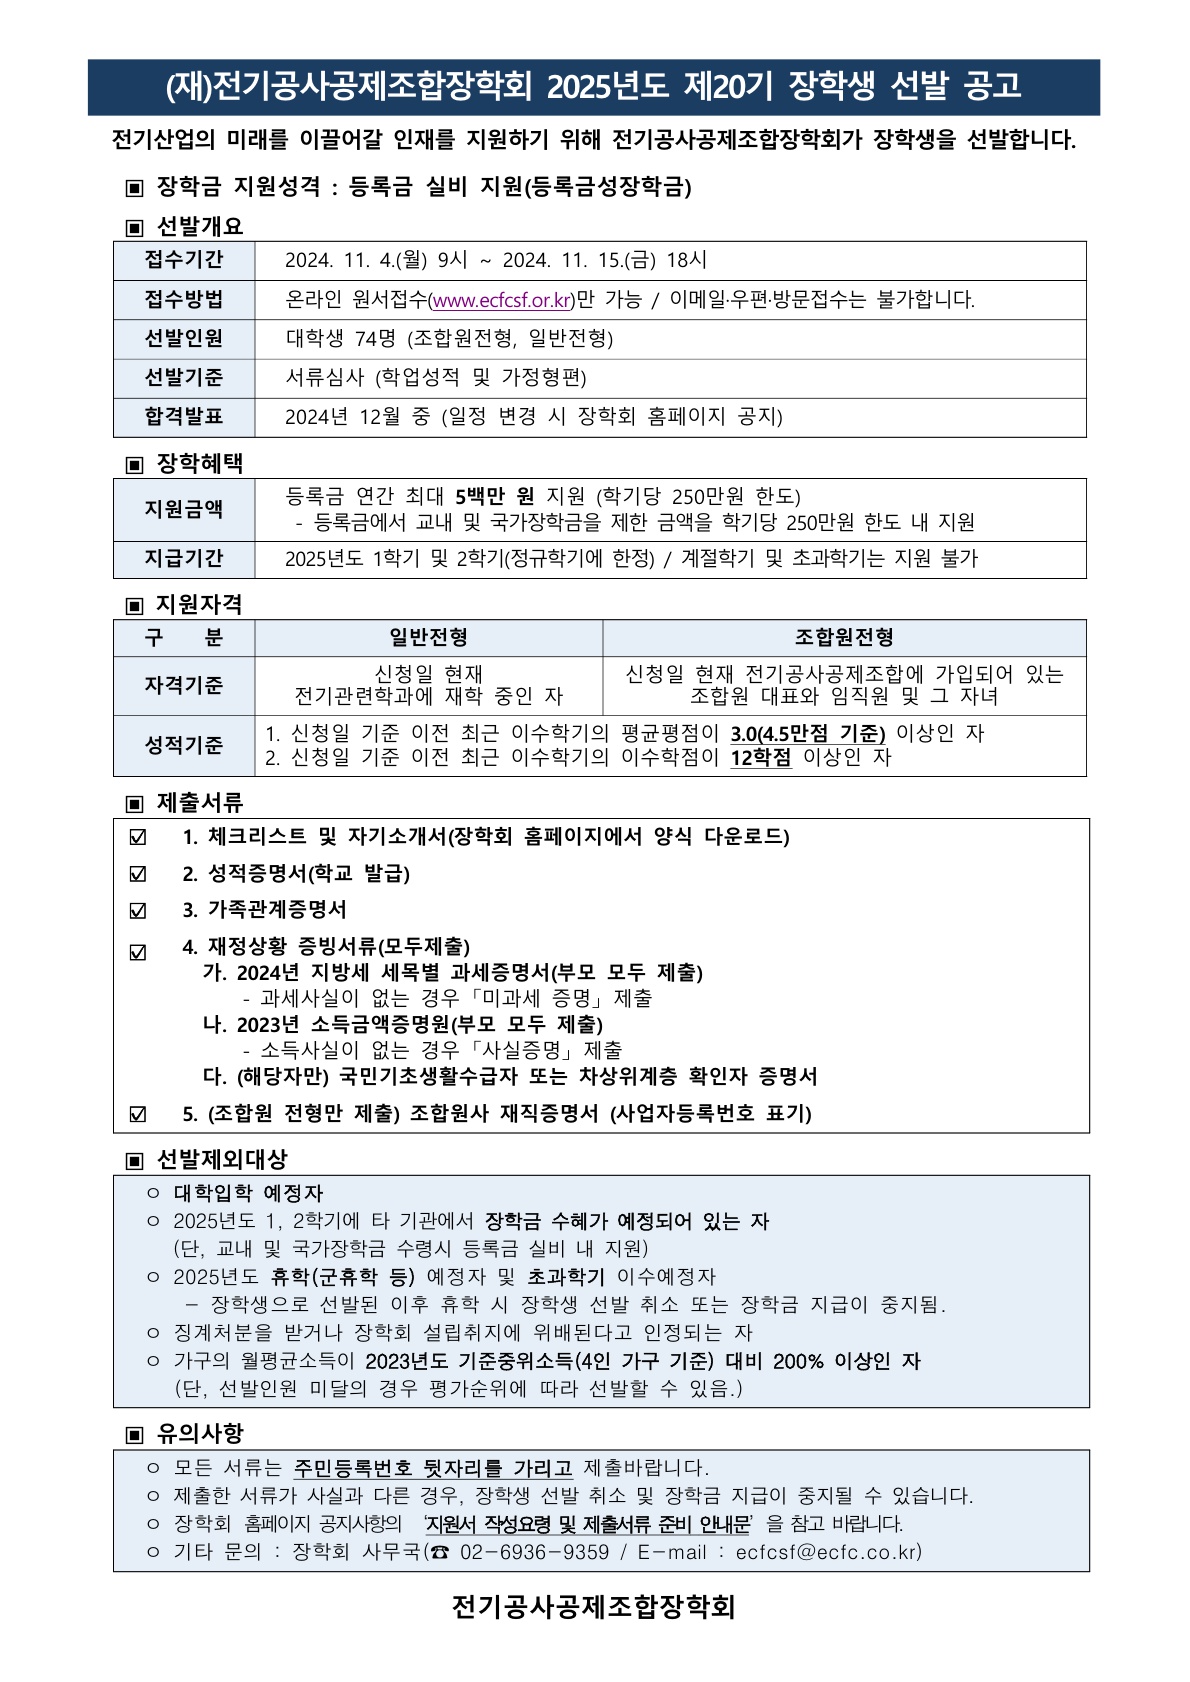 (재)전기공사공제조합장학회 2025년도 제20기 장학생 선발 공고
전기산업의 미래를 이끌어갈 인재를 지원하기 위해 전기공사공제조합장학회가 장학생을 선발합니다.
▣ 장학금 지원성격 : 등록금 실비 지원(등록금성장학금)
▣ 선발개요
접수기간 2024. 11. 4.(월) 9시 ~ 2024. 11. 15.(금) 18시
접수방법 온라인 원서접수(www.ecfcsf.or.kr)만 가능 / 이메일·우편·방문접수는 불가합니다.
선발인원 대학생 74명 (조합원전형, 일반전형)
선발기준 서류심사 (학업성적 및 가정형편)
합격발표 2024년 12월 중 (일정 변경 시 장학회 홈페이지 공지)
▣ 장학혜택
지원금액 등록금 연간 최대 5백만 원 지원 (학기당 250만원 한도)
- 등록금에서 교내 및 국가장학금을 제한 금액을 학기당 250만원 한도 내 지원
지급기간 2025년도 1학기 및 2학기(정규학기에 한정) / 계절학기 및 초과학기는 지원 불가
▣ 지원자격
구 분 일반전형 조합원전형
자격기준 신청일 현재 전기관련학과에 재학 중인 자
신청일 현재 전기공사공제조합에 가입되어 있는
조합원 대표와 임직원 및 그 자녀
성적기준 1. 신청일 기준 이전 최근 이수학기의 평균평점이 3.0(4.5만점 기준) 이상인 자
2. 신청일 기준 이전 최근 이수학기의 이수학점이 12학점 이상인 자
▣ 제출서류
☑ 1. 체크리스트 및 자기소개서(장학회 홈페이지에서 양식 다운로드)
☑ 2. 성적증명서(학교 발급)
☑ 3. 가족관계증명서
☑ 4. 재정상황 증빙서류(모두제출)
가. 2024년 지방세 세목별 과세증명서(부모 모두 제출)
- 과세사실이 없는 경우「미과세 증명」제출
나. 2023년 소득금액증명원(부모 모두 제출)
- 소득사실이 없는 경우「사실증명」제출
다. (해당자만) 국민기초생활수급자 또는 차상위계층 확인자 증명서
☑ 5. (조합원 전형만 제출) 조합원사 재직증명서 (사업자등록번호 표기)
▣ 선발제외대상
○ 대학입학 예정자
○ 2025년도 1, 2학기에 타 기관에서 장학금 수혜가 예정되어 있는 자
(단, 교내 및 국가장학금 수령시 등록금 실비 내 지원)
○ 2025년도 휴학(군휴학 등) 예정자 및 초과학기 이수예정자
- 장학생으로 선발된 이후 휴학 시 장학생 선발 취소 또는 장학금 지급이 중지됨.
○ 징계처분을 받거나 장학회 설립취지에 위배된다고 인정되는 자
○ 가구의 월평균소득이 2023년도 기준중위소득(4인 가구 기준) 대비 200% 이상인 자
(단, 선발인원 미달의 경우 평가순위에 따라 선발할 수 있음.)
▣ 유의사항
○ 모든 서류는 주민등록번호 뒷자리를 가리고 제출바랍니다.
○ 제출한 서류가 사실과 다른 경우, 장학생 선발 취소 및 장학금 지급이 중지될 수 있습니다.
○ 장학회 홈페이지 공지사항의 '지원서 작성요령 및 제출서류 준비 안내문' 을 참고 바랍니다.
○ 기타 문의 : 장학회 사무국(☎ 02-6936-9359 / E-mail : ecfcsf@ecfc.co.kr)
전기공사공제조합장학회